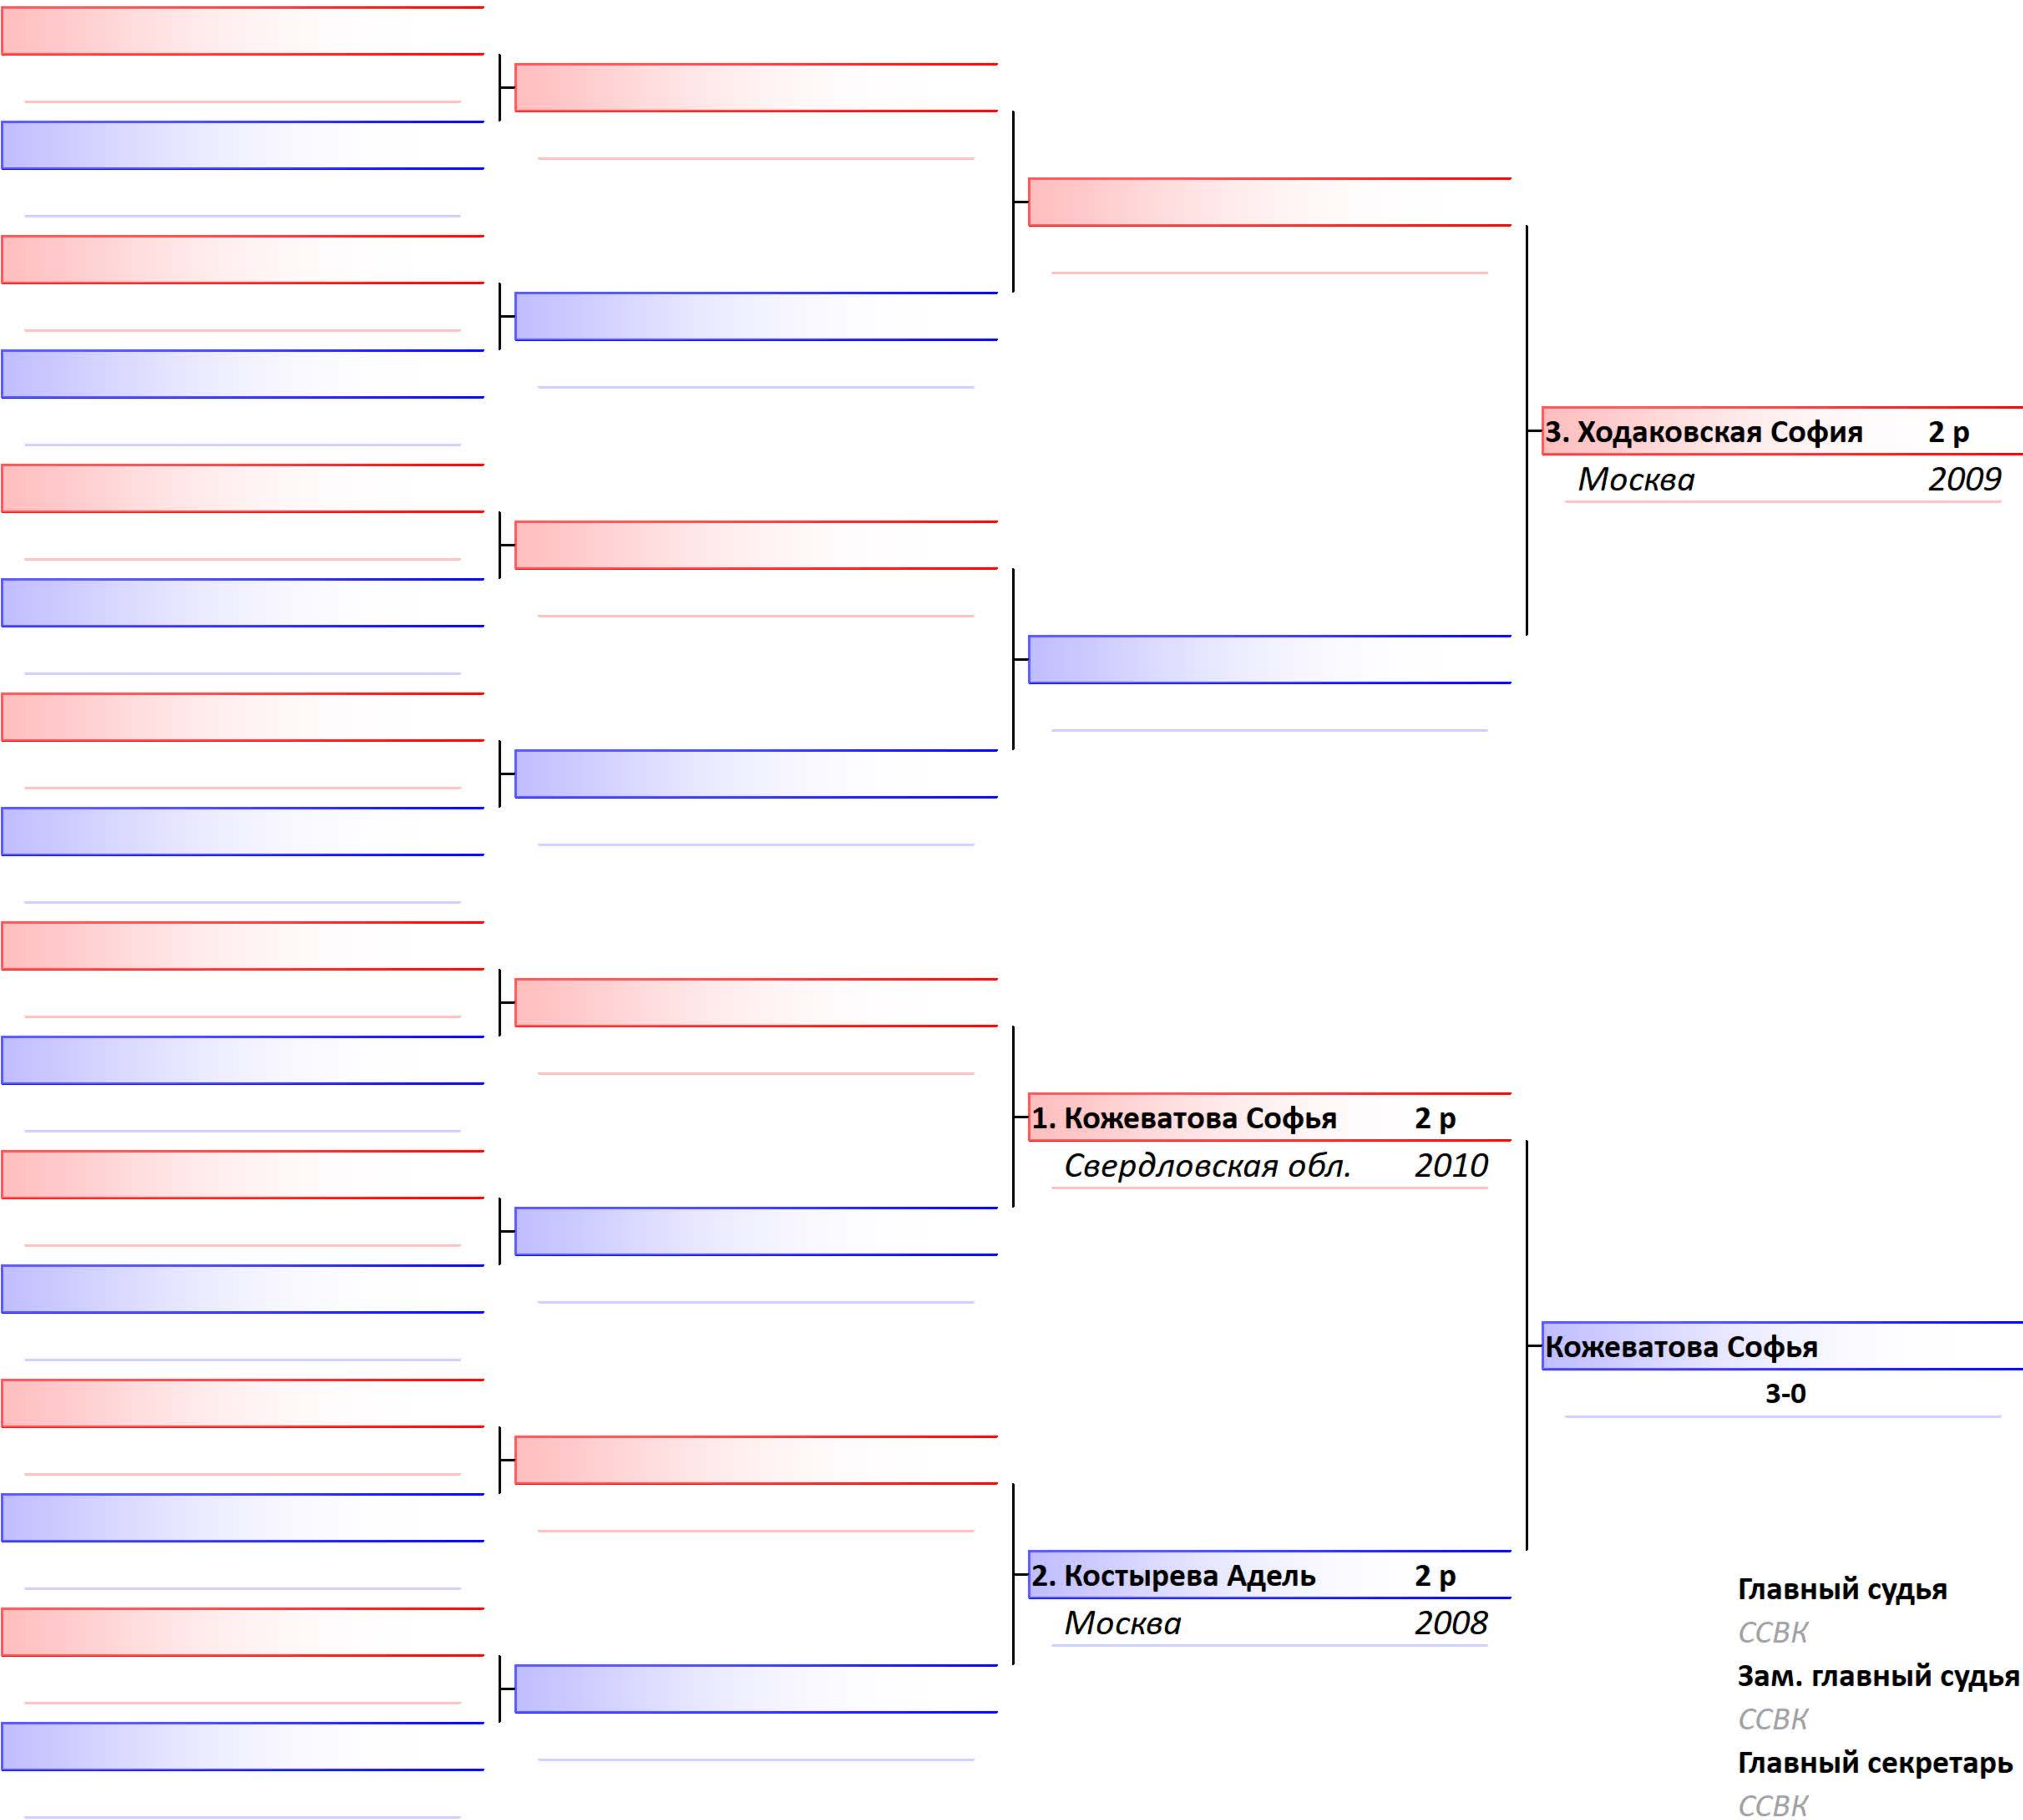 3. Ходаковская София 2 р
Москва 2009
1. Кожеватова Софья 2 р
Свердловская обл. 2010
Кожеватова Софья
3-0
2. Костырева Адель 2 р
Москва 2008
Главный судья
ССВК
Зам. главный судья
ССВК
Главный секретарь
ССВК